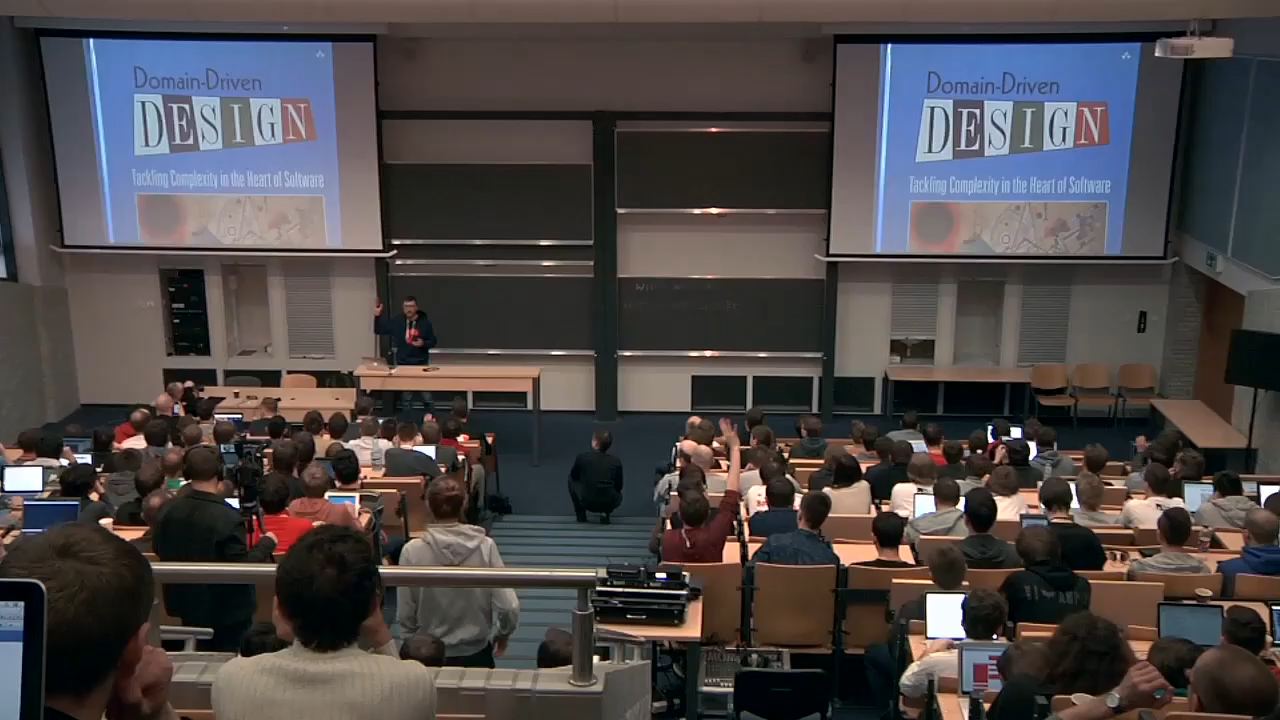 Domain-Driven
DESIGN
Tackling Complexity in the Heart of Software
Domain-Driven
DESIGN
Tackling Complexity in the Heart of Software